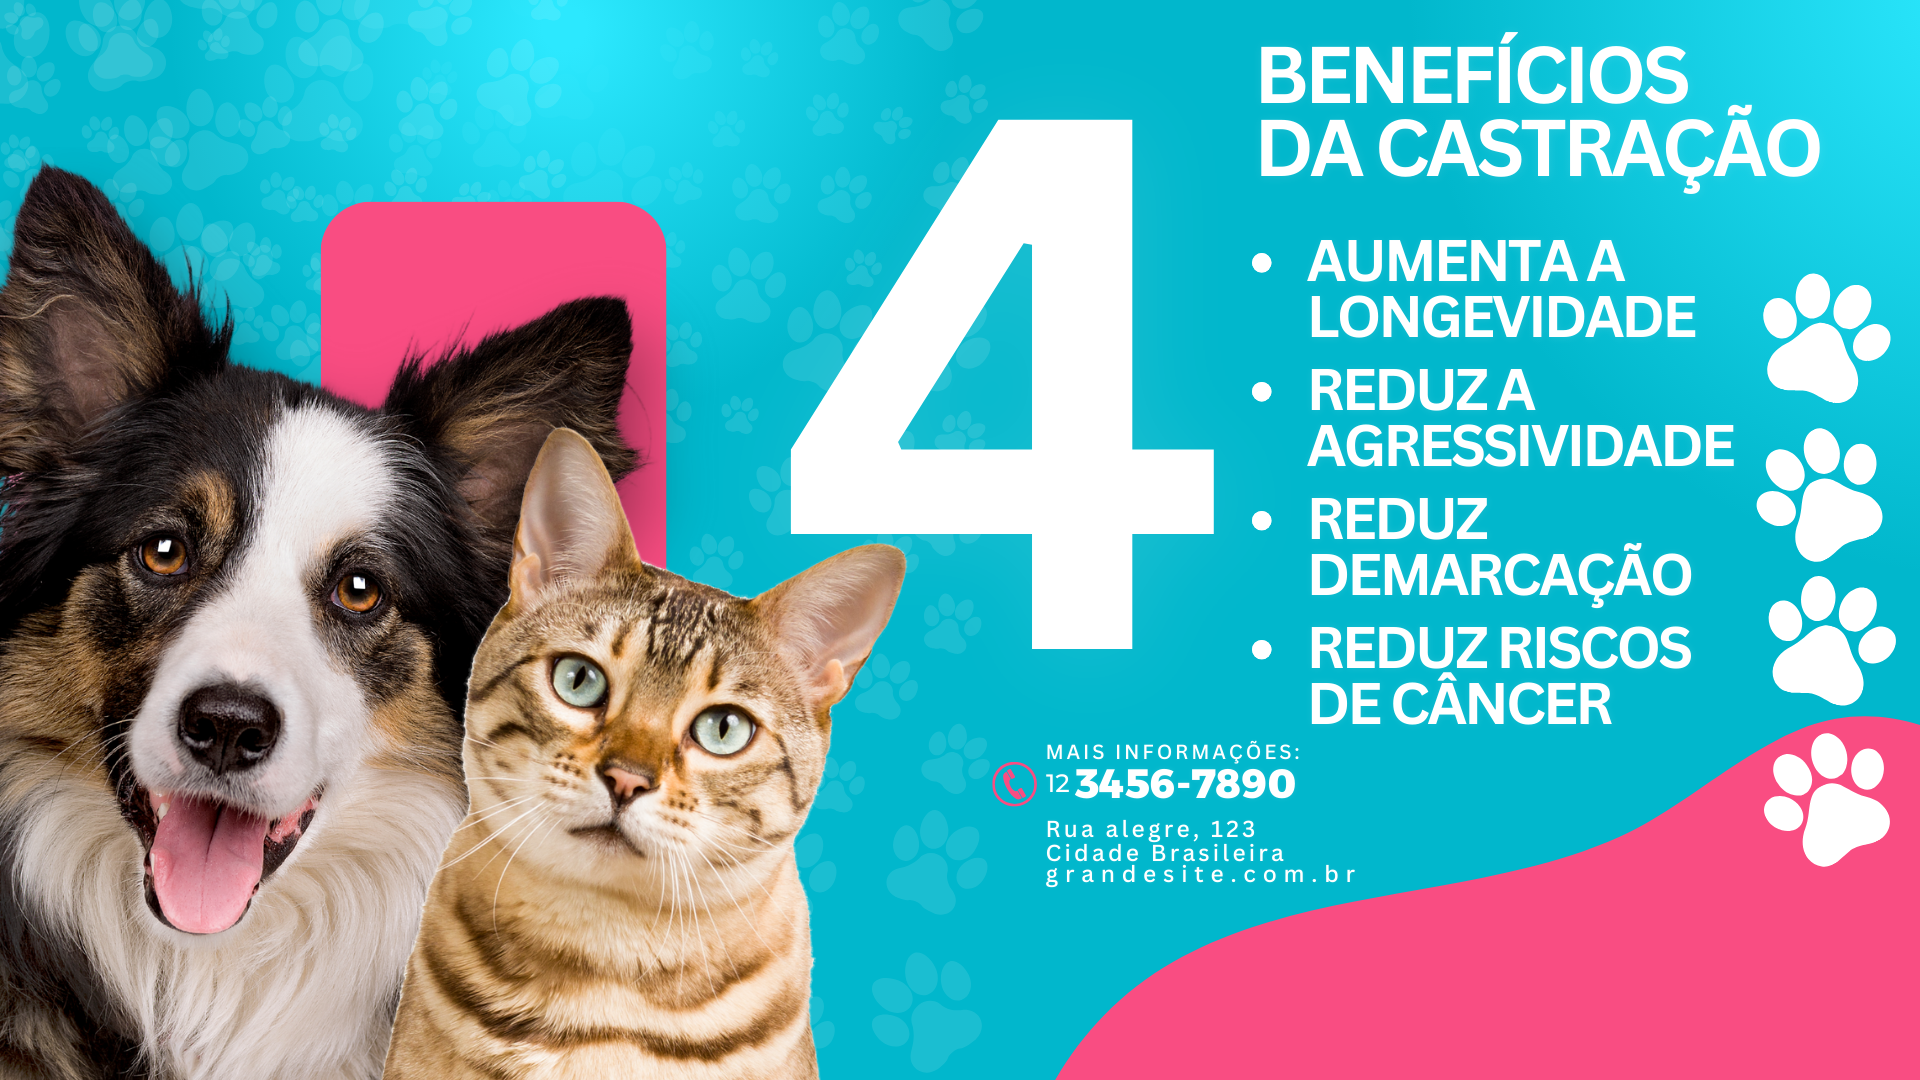 4
BENEFÍCIOS
DA CASTRAÇÃO
• AUMENTA A
LONGEVIDADE
• REDUZ A
AGRESSIVIDADE
• REDUZ
DEMARCAÇÃO
• REDUZ RISCOS
DE CÂNCER
MAIS INFORMAÇÕES:
12 3456-7890
Rua alegre, 123
Cidade Brasileira
grandesite.com.br